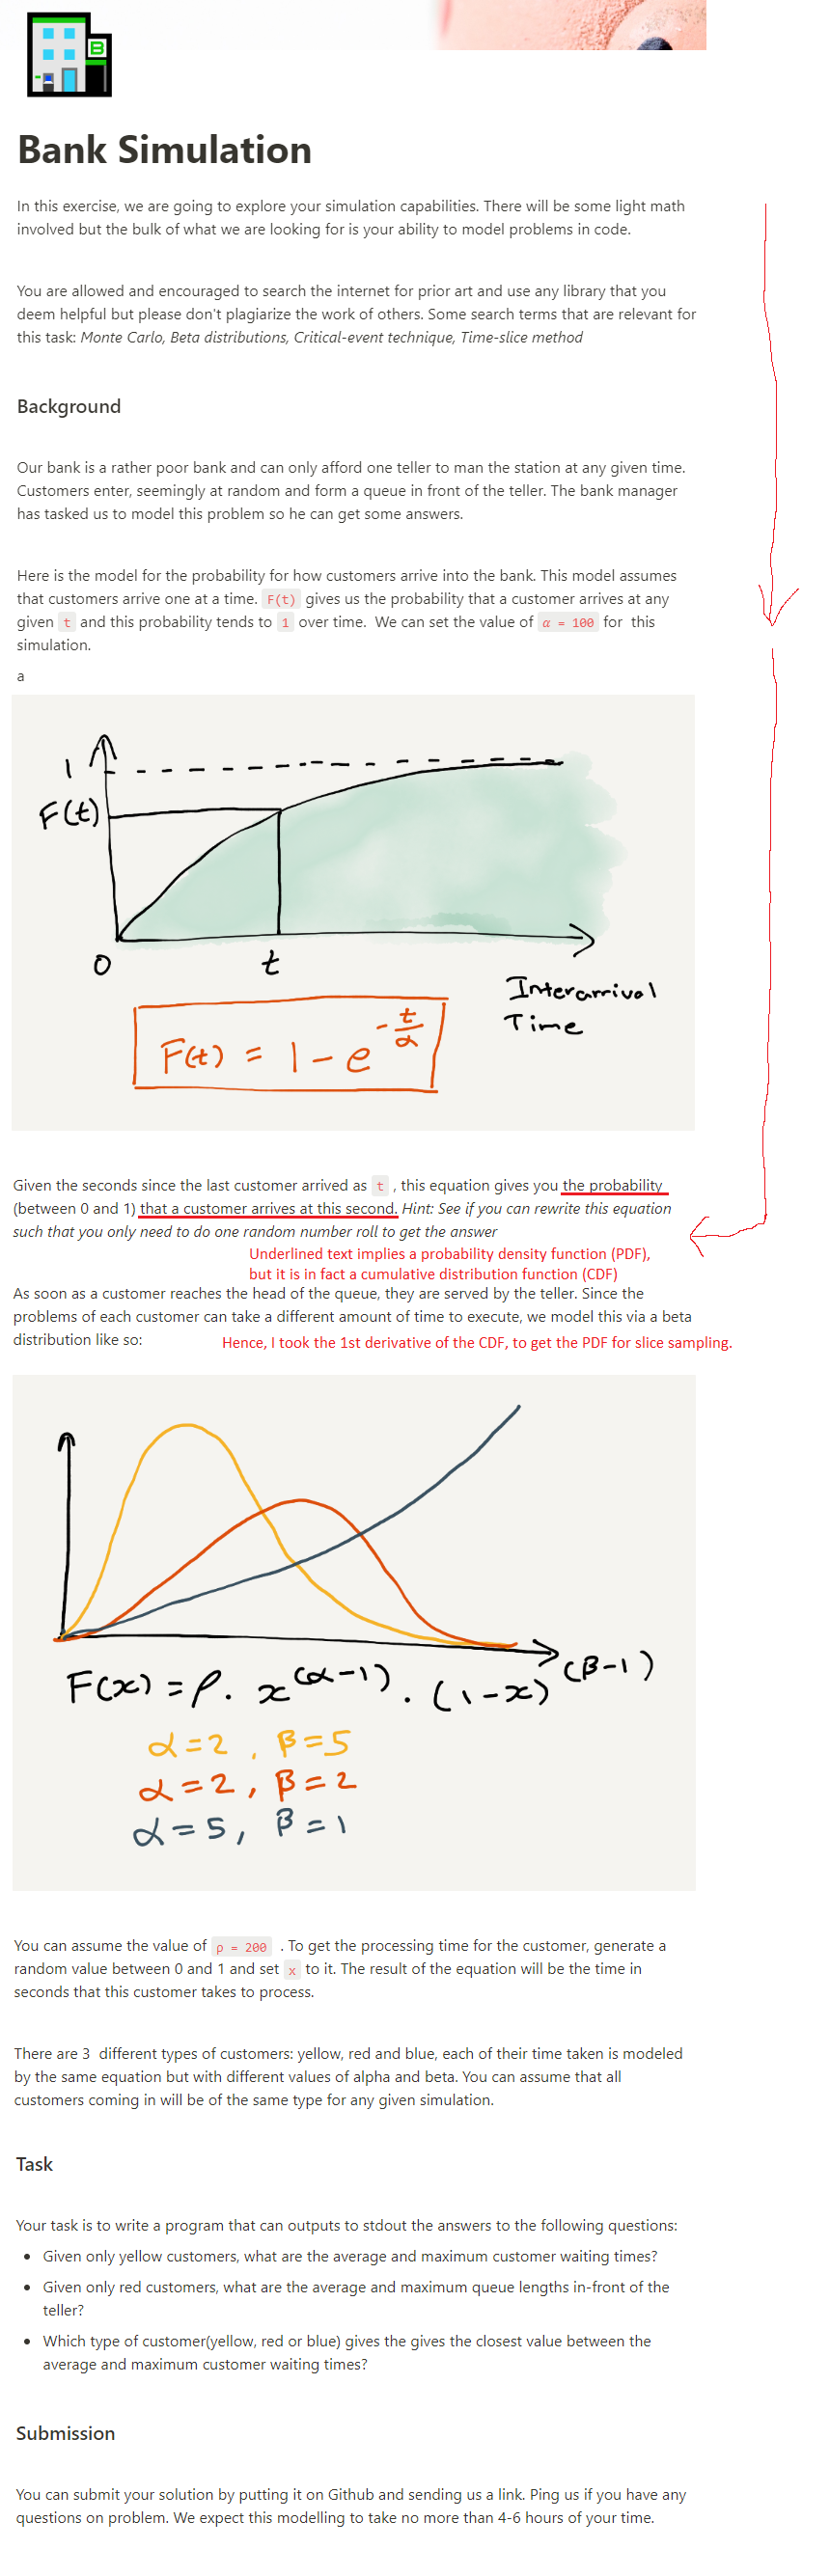 B
Bank Simulation
In this exercise, we are going to explore your simulation capabilities. There will be some light math
involved but the bulk of what we are looking for is your ability to model problems in code.
You are allowed and encouraged to search the internet for prior art and use any library that you
deem helpful but please don't plagiarize the work of others. Some search terms that are relevant for
this task: Monte Carlo, Beta distributions, Critical-event technique, Time-slice method
Background
Our bank is a rather poor bank and can only afford one teller to man the station at any given time.
Customers enter, seemingly at random and form a queue in front of the teller. The bank manager
has tasked us to model this problem so he can get some answers.
Here is the model for the probability for how customers arrive into the bank. This model assumes
that customers arrive one at a time. F(t) gives us the probability that a customer arrives at any
given t and this probability tends to 1 over time. We can set the value of α = 100 for this
simulation.
a
1
F(t)
0
t
Interarrival
Time
F(t) = 1 - e^(-t/α)
Given the seconds since the last customer arrived as t , this equation gives you the probability
(between 0 and 1) that a customer arrives at this second. Hint: See if you can rewrite this equation
such that you only need to do one random number roll to get the answer
Underlined text implies a probability density function (PDF),
but it is in fact a cumulative distribution function (CDF)
As soon as a customer reaches the head of the queue, they are served by the teller. Since the
problems of each customer can take a different amount of time to execute, we model this via a beta
distribution like so:
Hence, I took the 1st derivative of the CDF, to get the PDF for slice sampling.
F(x) = ρ. x^(α-1) . (1-x)^(β-1)
α=2 , β=5
α=2, β=2
α=5, β=1
You can assume the value of ρ = 200 . To get the processing time for the customer, generate a
random value between 0 and 1 and set x to it. The result of the equation will be the time in
seconds that this customer takes to process.
There are 3 different types of customers: yellow, red and blue, each of their time taken is modeled
by the same equation but with different values of alpha and beta. You can assume that all
customers coming in will be of the same type for any given simulation.
Task
Your task is to write a program that can outputs to stdout the answers to the following questions:
• Given only yellow customers, what are the average and maximum customer waiting times?
• Given only red customers, what are the average and maximum queue lengths in-front of the
teller?
• Which type of customer(yellow, red or blue) gives the gives the closest value between the
average and maximum customer waiting times?
Submission
You can submit your solution by putting it on Github and sending us a link. Ping us if you have any
questions on problem. We expect this modelling to take no more than 4-6 hours of your time.